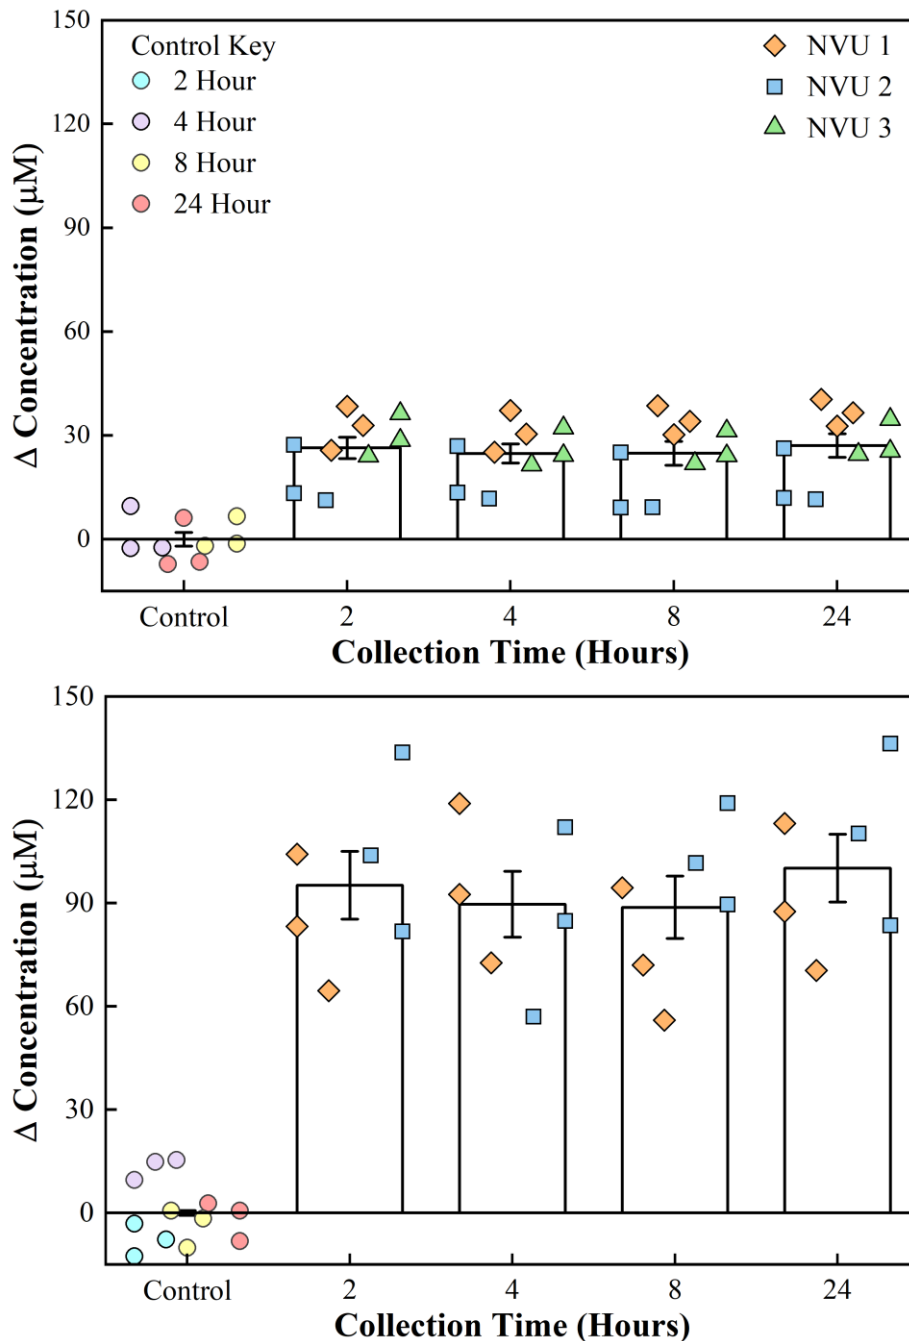 150
120
90
60
30
0
Δ Concentration (μM)
Control Key
2 Hour
4 Hour
8 Hour
24 Hour
NVU 1
NVU 2
NVU 3
Control 2 4 8 24
Collection Time (Hours)
150
120
90
60
30
0
Δ Concentration (μM)
Control 2 4 8 24
Collection Time (Hours)